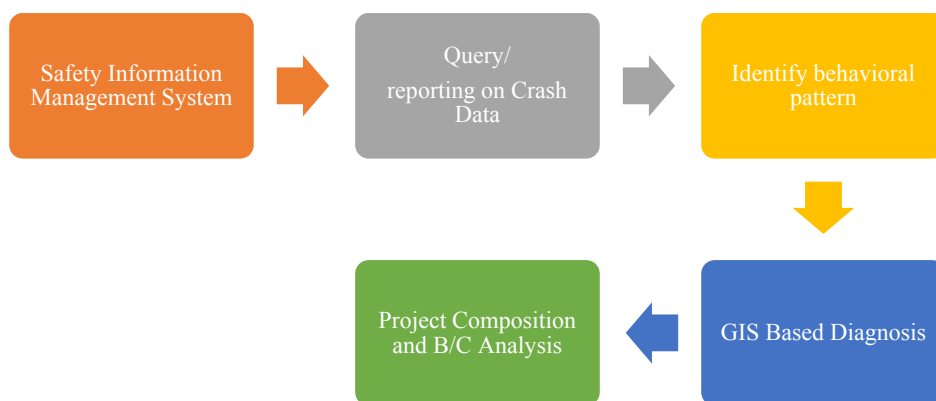 Safety Information
Management System
Query/
reporting on Crash
Data
Identify behavioral
pattern
GIS Based Diagnosis
Project Composition
and B/C Analysis